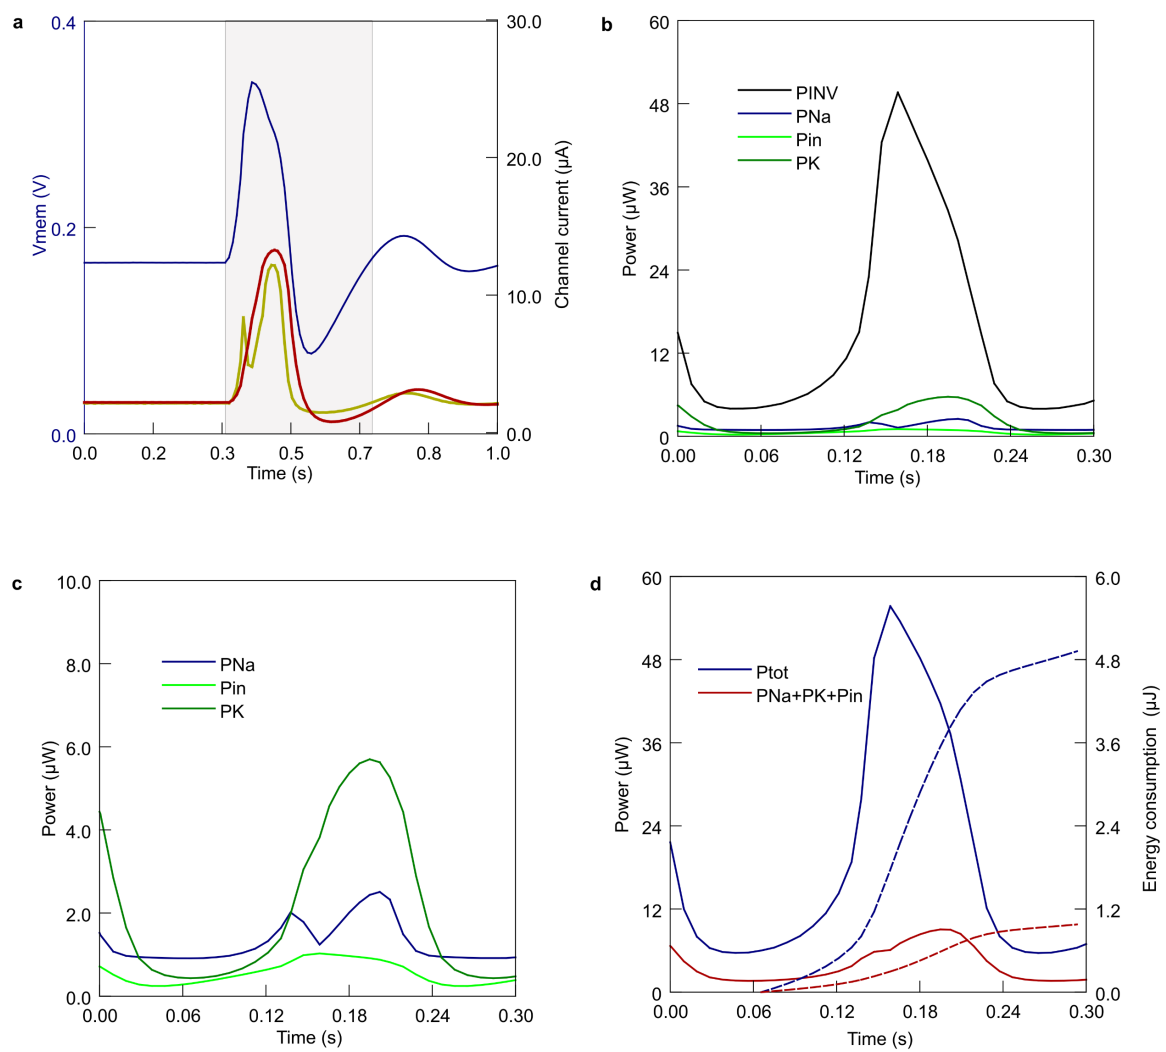 a
0.4
0.2
0.0
Vmem (V)
30.0
20.0
10.0
0.0
Channel current (µA)
0.0 0.2 0.3 0.5 0.7 0.8 1.0
Time (s)
b
60
48
36
24
12
0
Power (µW)
PINV
PNa
Pin
PK
0.00 0.06 0.12 0.18 0.24 0.30
Time (s)
c
10.0
8.0
6.0
4.0
2.0
0.0
Power (µW)
PNa
Pin
PK
0.00 0.06 0.12 0.18 0.24 0.30
Time (s)
d
60
48
36
24
12
0
Power (µW)
Ptot
PNa+PK+Pin
6.0
4.8
3.6
2.4
1.2
0.0
Energy consumption (µJ)
0.00 0.06 0.12 0.18 0.24 0.30
Time (s)